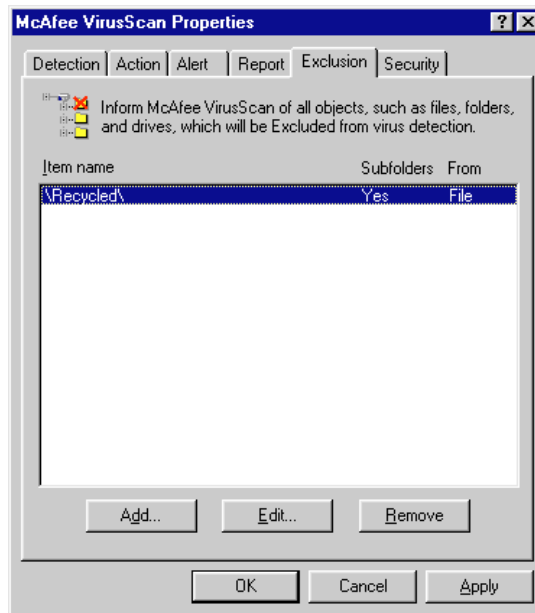 McAfee VirusScan Properties
Detection Action Alert Report Exclusion Security
Inform McAfee VirusScan of all objects, such as files, folders,
and drives, which will be Excluded from virus detection.
Item name Subfolders From
\Recycled\ Yes File
Add... Edit... Remove
OK Cancel Apply